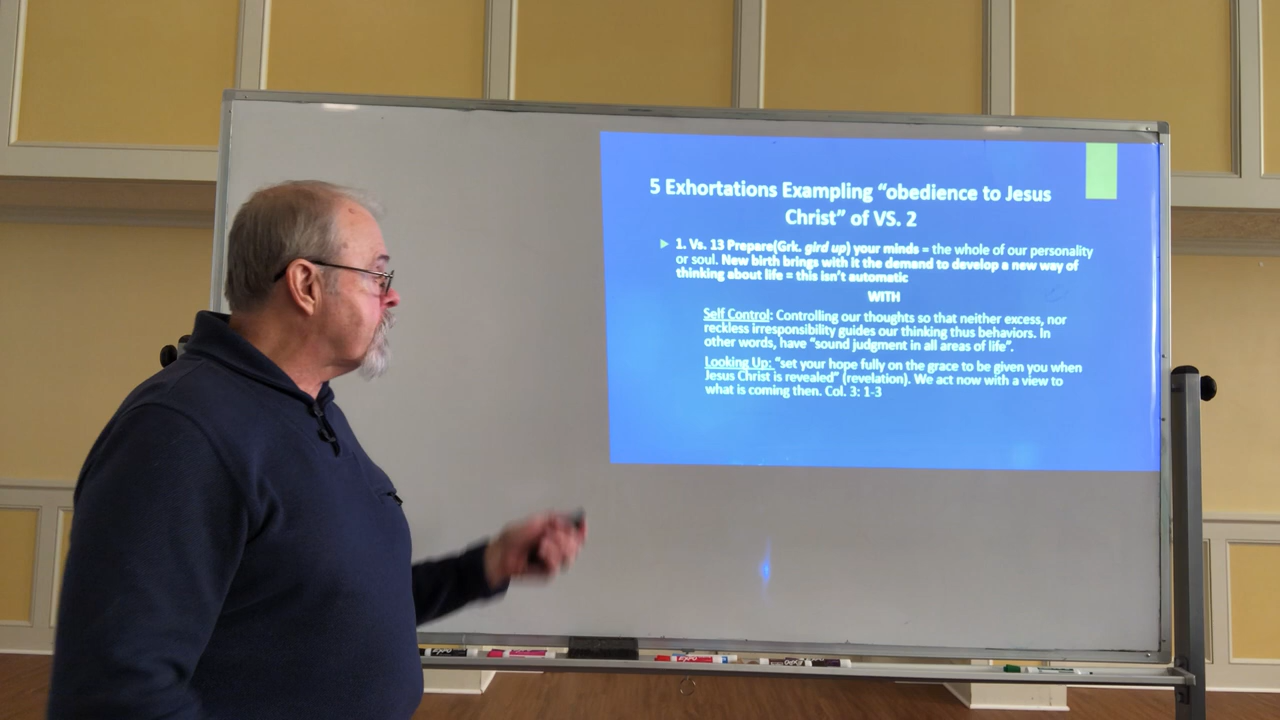 5 Exhortations Exampling “obedience to Jesus
Christ” of VS. 2
1. Vs. 13 Prepare(Grk. gird up) your minds = the whole of our personality
or soul. New birth brings with it the demand to develop a new way of
thinking about life = this isn’t automatic
WITH
Self Control: Controlling our thoughts so that neither excess, nor
reckless irresponsibility guides our thinking thus behaviors. In
other words, have “sound judgment in all areas of life”.
Looking Up: “set your hope fully on the grace to be given you when
Jesus Christ is revealed” (revelation). We act now with a view to
what is coming then. Col. 3: 1-3